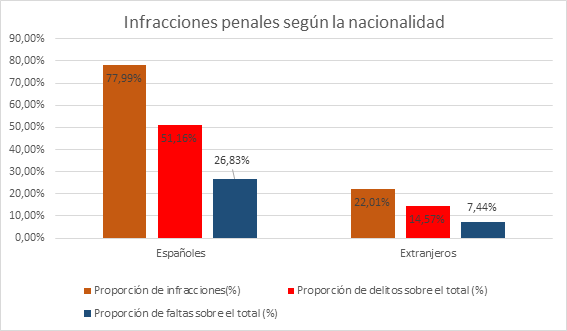 Infracciones penales según la nacionalidad
90,00%
80,00%
70,00%
60,00%
50,00%
40,00%
30,00%
20,00%
10,00%
0,00%
77,99%
51,16%
26,83%
22,01%
14,57%
7,44%
Españoles
Extranjeros
Proporción de infracciones(%)
Proporción de delitos sobre el total (%)
Proporción de faltas sobre el total (%)